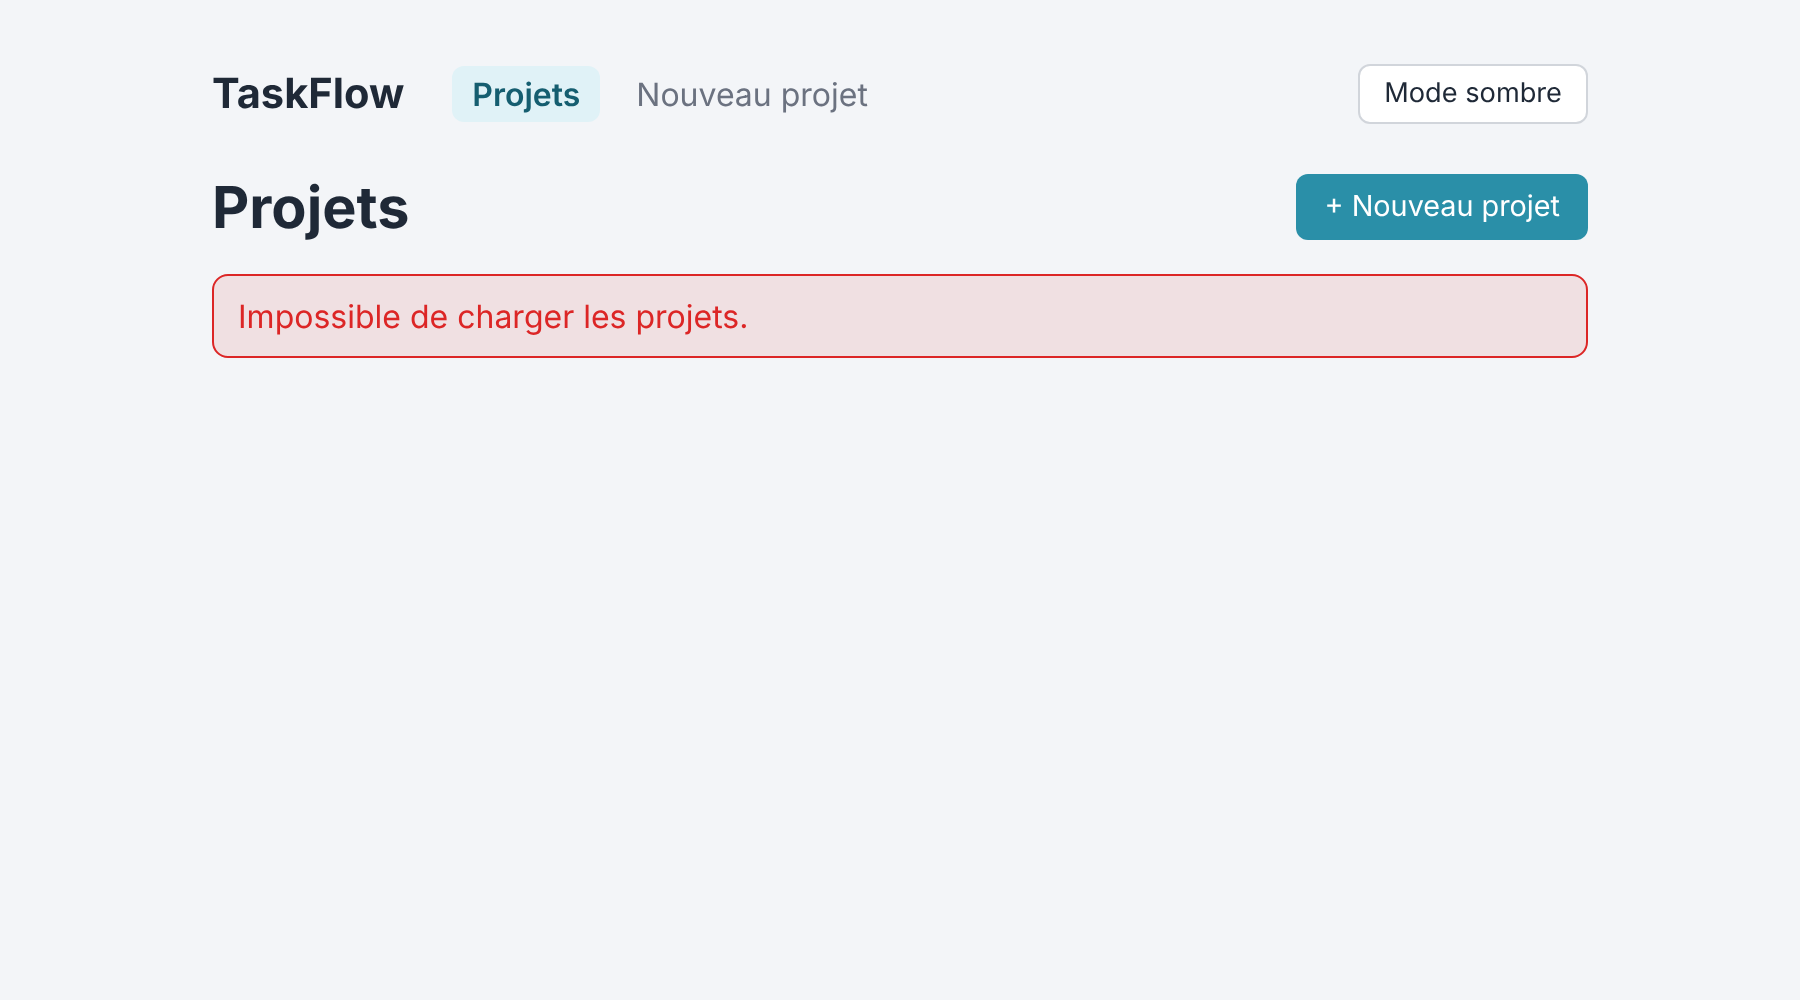 TaskFlow Projets Nouveau projet Mode sombre
Projets + Nouveau projet
Impossible de charger les projets.